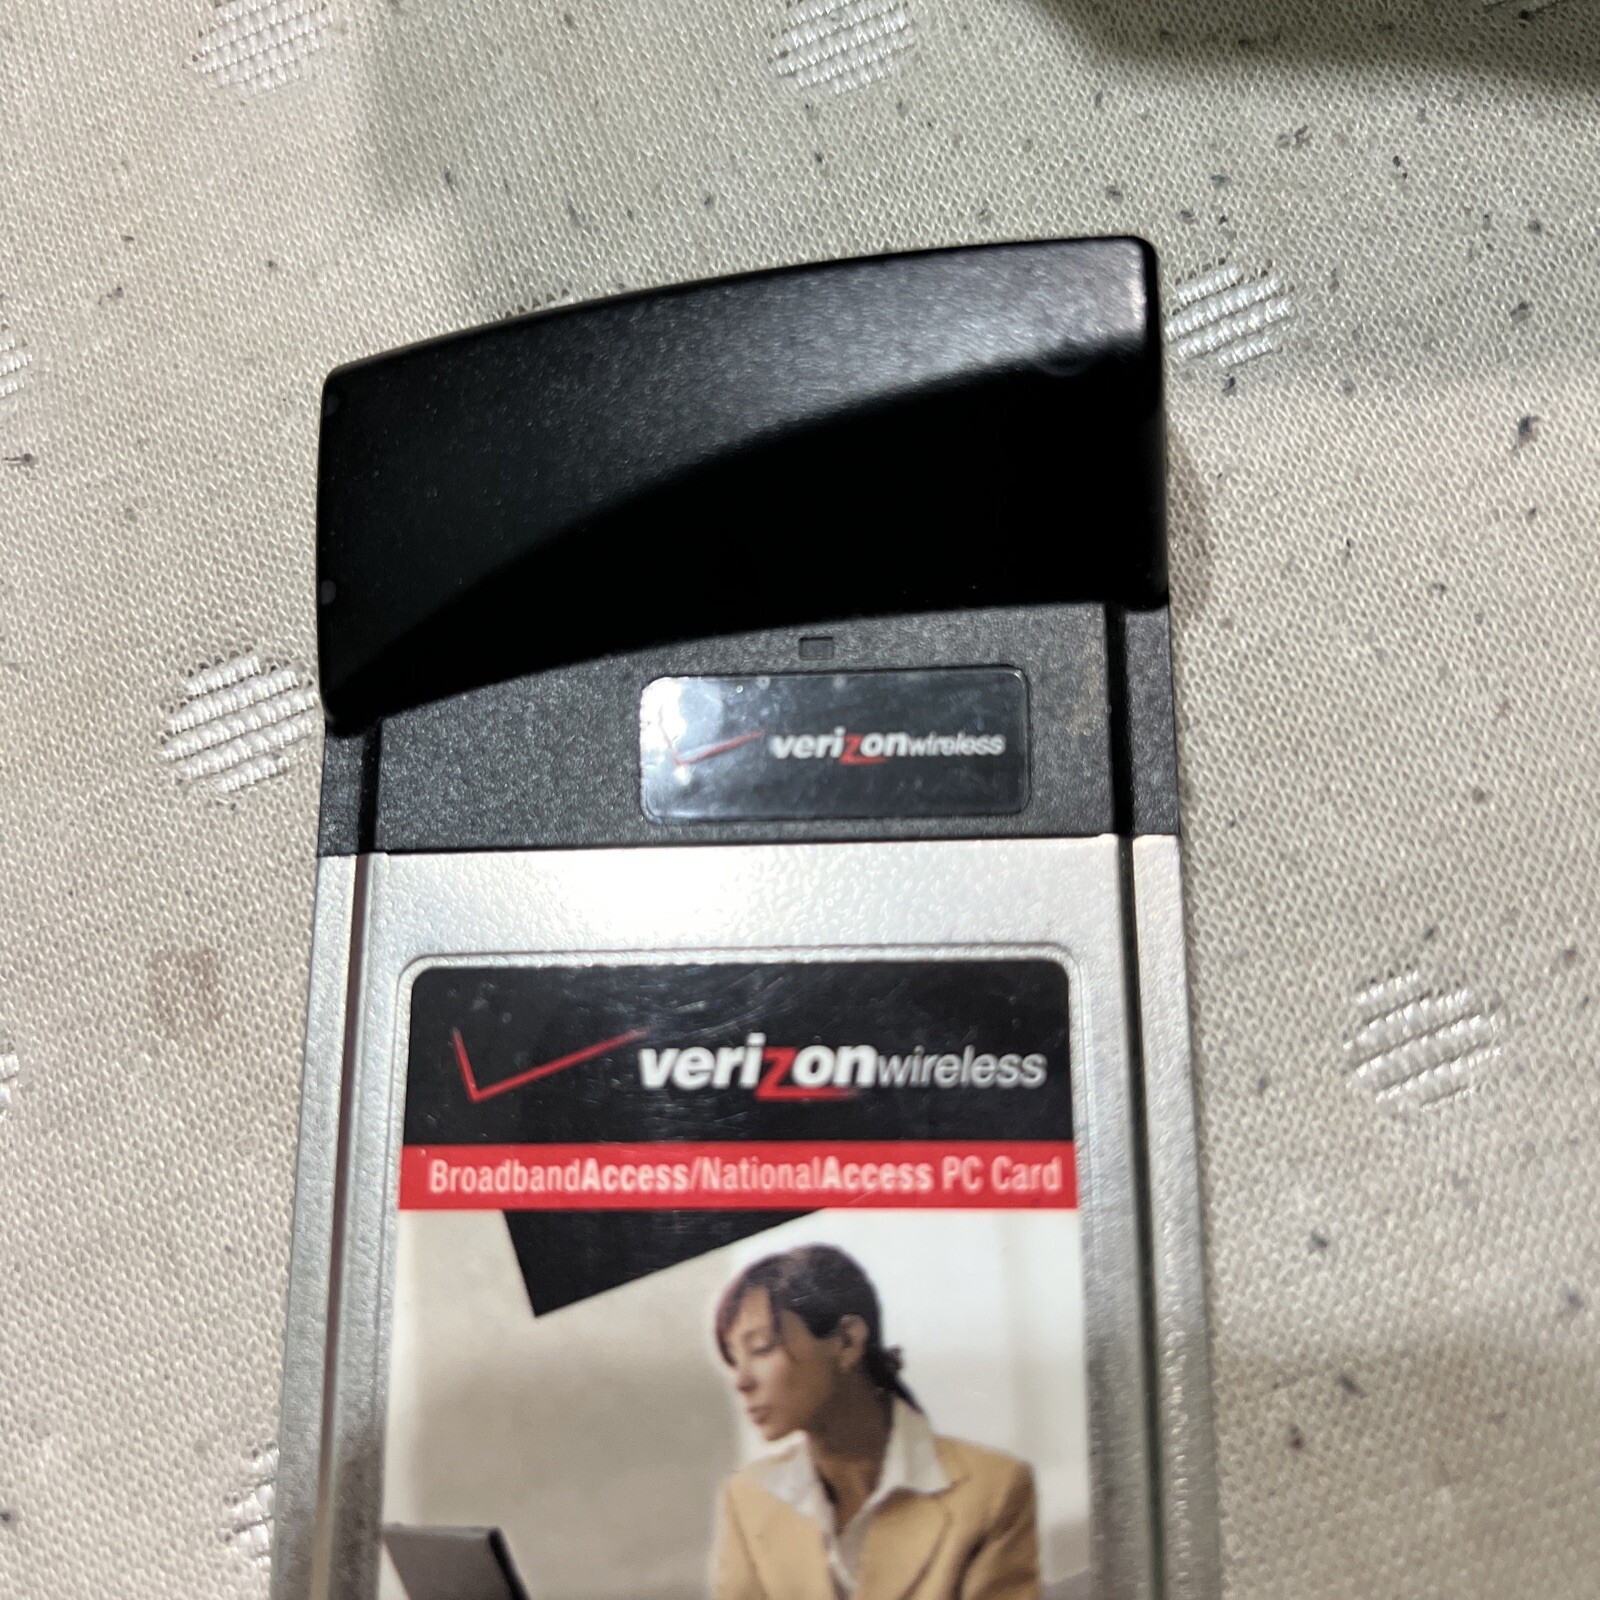 verizonwireless
verizonwireless
BroadbandAccess/NationalAccess PC Card